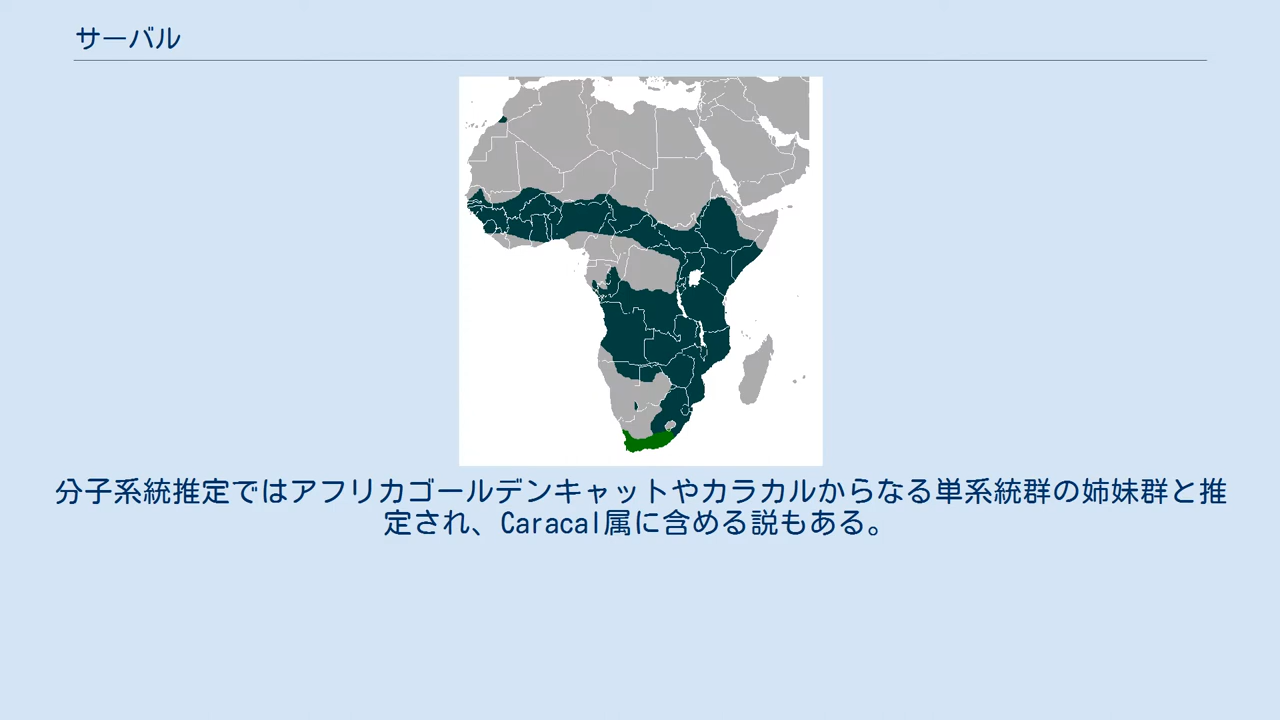 サーバル
分子系統推定ではアフリカゴールデンキャットやカラカルからなる単系統群の姉妹群と推
定され、Caracal属に含める説もある。